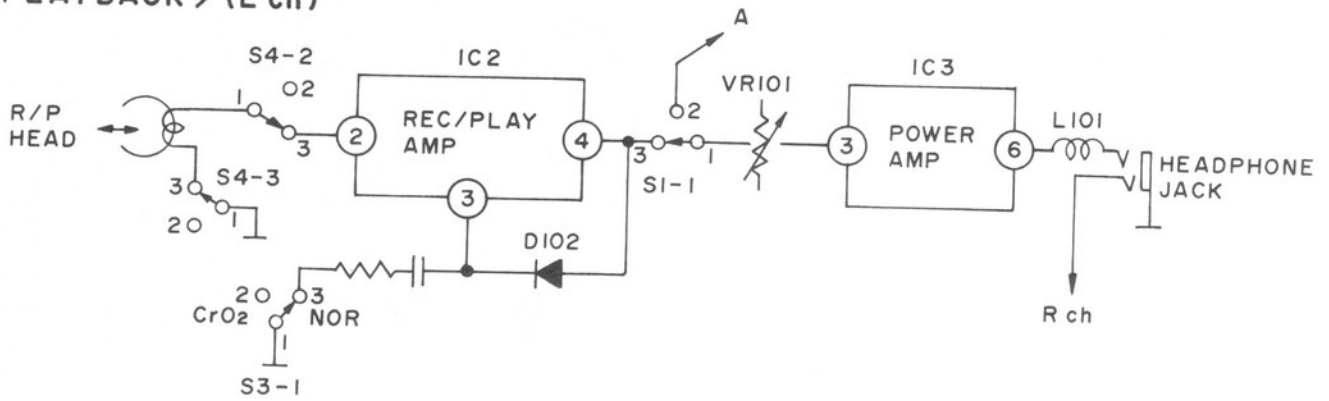 PLAYBACK > (L ch)
A
S4-2
IC2
IC3
VR101
2
1
3
R/P
HEAD
2
REC/PLAY
AMP
4
3
2
1
S1-1
3
POWER
AMP
6
L101
HEADPHONE
JACK
3
S4-3
1
2
3
D102
2
3
CrO2
NOR
1
S3-1
R ch